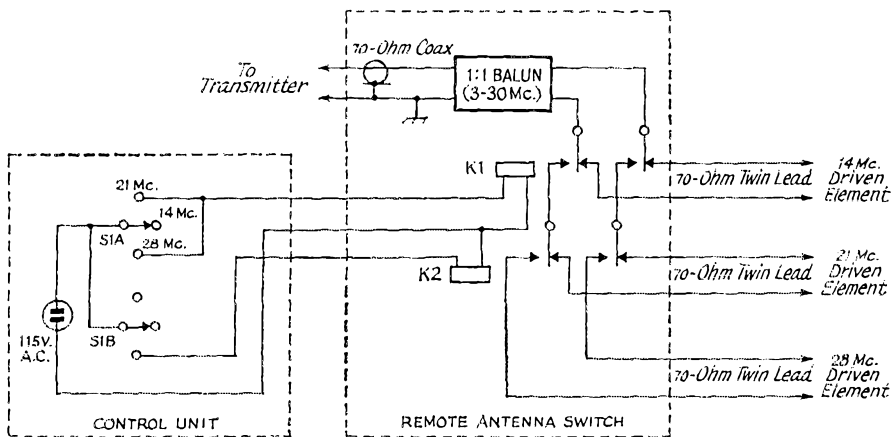 70-Ohm Coax
To
Transmitter
1:1 BALUN
(3-30 Mc.)
K1
21 Mc.
14 Mc.
S1A
28 Mc.
K2
115V.
A.C.
S1B
14 Mc.
Driven
Element
70-Ohm Twin Lead
21 Mc.
Driven
Element
70-Ohm Twin Lead
28 Mc.
Driven
Element
70-Ohm Twin Lead
CONTROL UNIT
REMOTE ANTENNA SWITCH